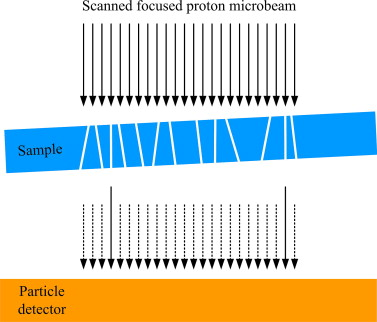 Scanned focused proton microbeam
Sample
Particle
detector